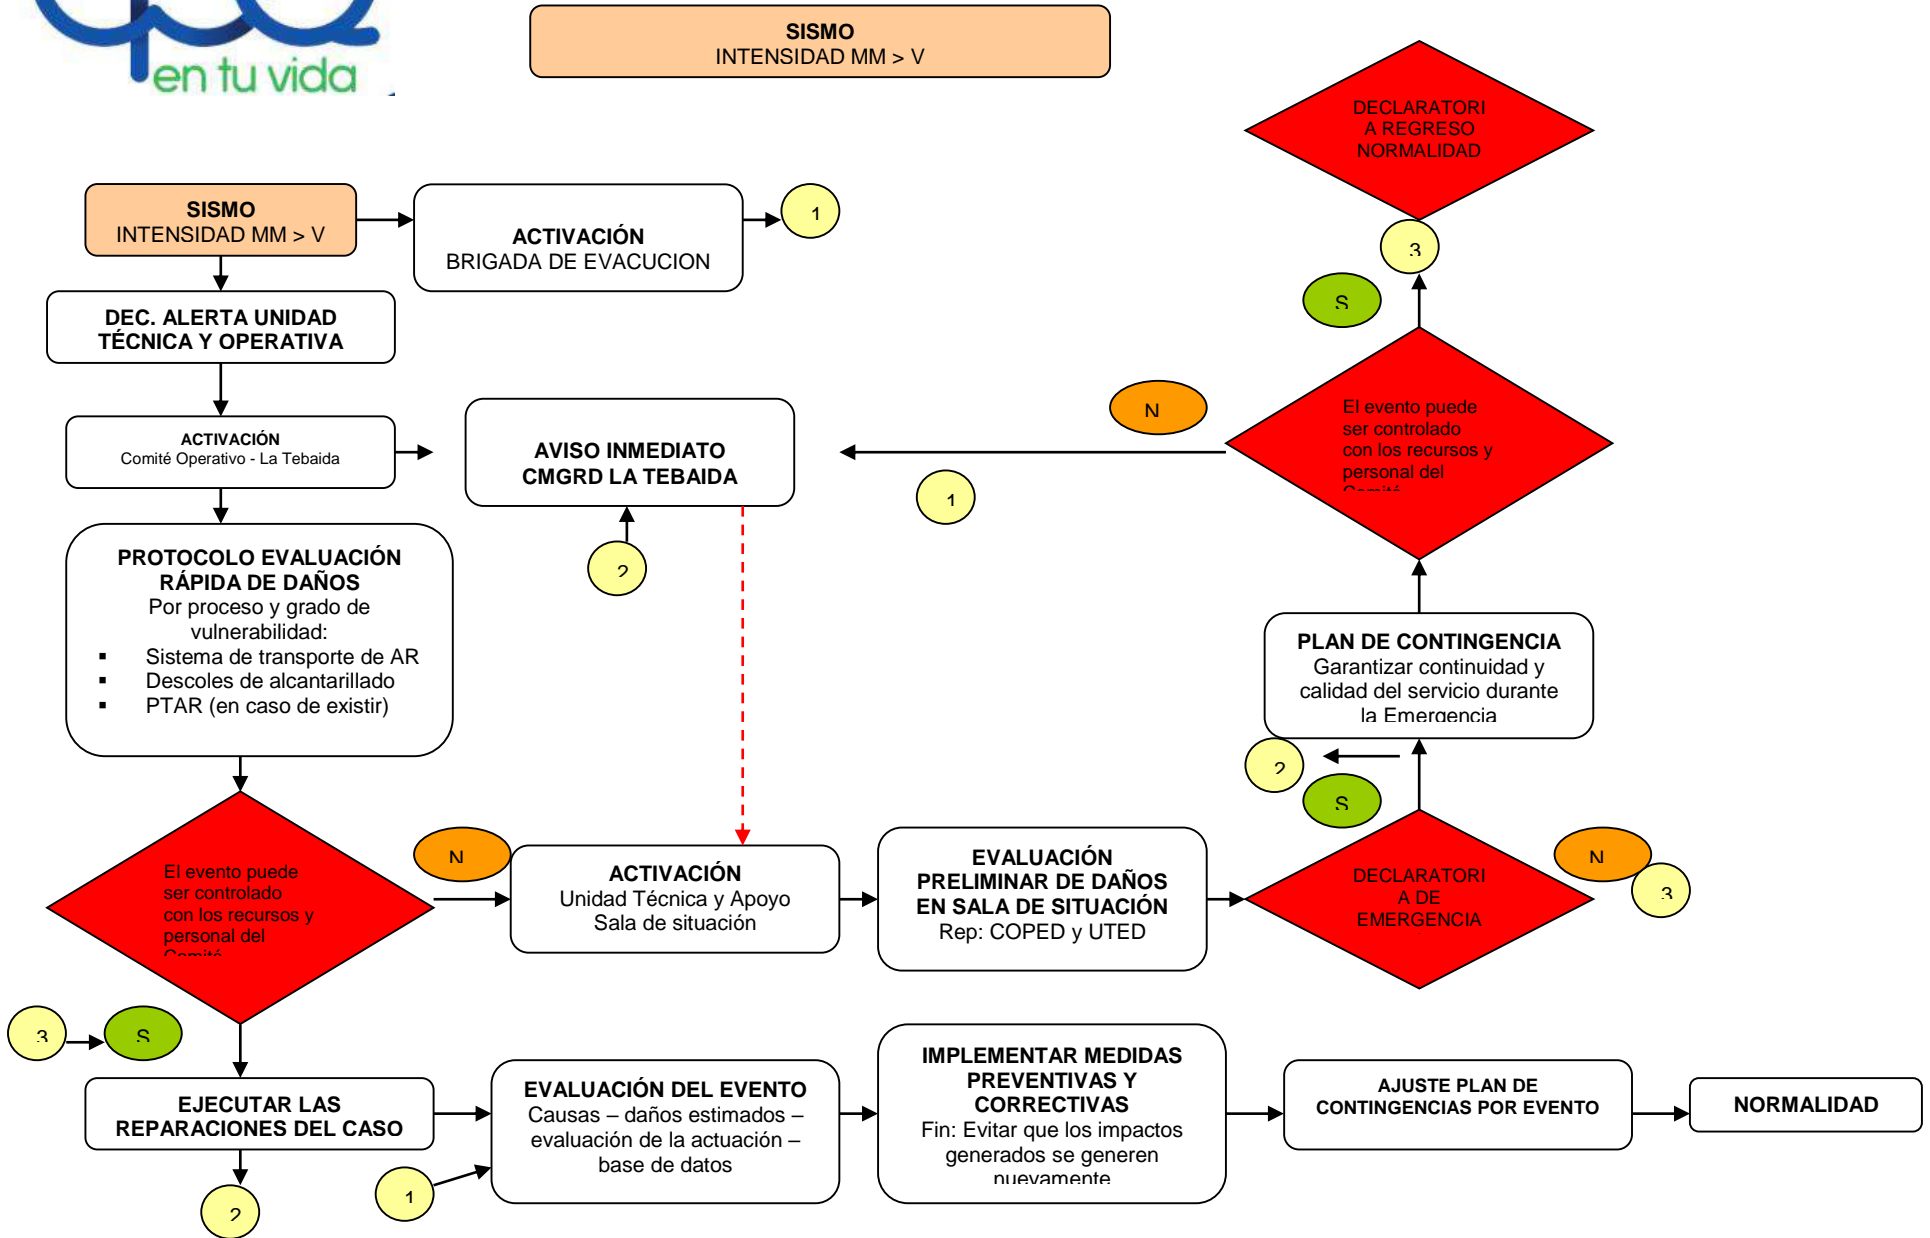 en tu vida
SISMO
INTENSIDAD MM > V
DECLARATORI
A REGRESO
NORMALIDAD
SISMO
INTENSIDAD MM > V
ACTIVACIÓN
BRIGADA DE EVACUCION
1
3
S
DEC. ALERTA UNIDAD
TÉCNICA Y OPERATIVA
ACTIVACIÓN
Comité Operativo - La Tebaida
AVISO INMEDIATO
CMGRD LA TEBAIDA
N
1
El evento puede
ser controlado
con los recursos y
personal del
Comité
2
PROTOCOLO EVALUACIÓN
RÁPIDA DE DAÑOS
Por proceso y grado de
vulnerabilidad:
▪ Sistema de transporte de AR
▪ Descoles de alcantarillado
▪ PTAR (en caso de existir)
PLAN DE CONTINGENCIA
Garantizar continuidad y
calidad del servicio durante
la Emergencia
2
S
El evento puede
ser controlado
con los recursos y
personal del
Comité
N
ACTIVACIÓN
Unidad Técnica y Apoyo
Sala de situación
EVALUACIÓN
PRELIMINAR DE DAÑOS
EN SALA DE SITUACIÓN
Rep: COPED y UTED
DECLARATORI
A DE
EMERGENCIA
N
3
3
S
EJECUTAR LAS
REPARACIONES DEL CASO
2
1
EVALUACIÓN DEL EVENTO
Causas – daños estimados –
evaluación de la actuación –
base de datos
IMPLEMENTAR MEDIDAS
PREVENTIVAS Y
CORRECTIVAS
Fin: Evitar que los impactos
generados se generen
nuevamente
AJUSTE PLAN DE
CONTINGENCIAS POR EVENTO
NORMALIDAD